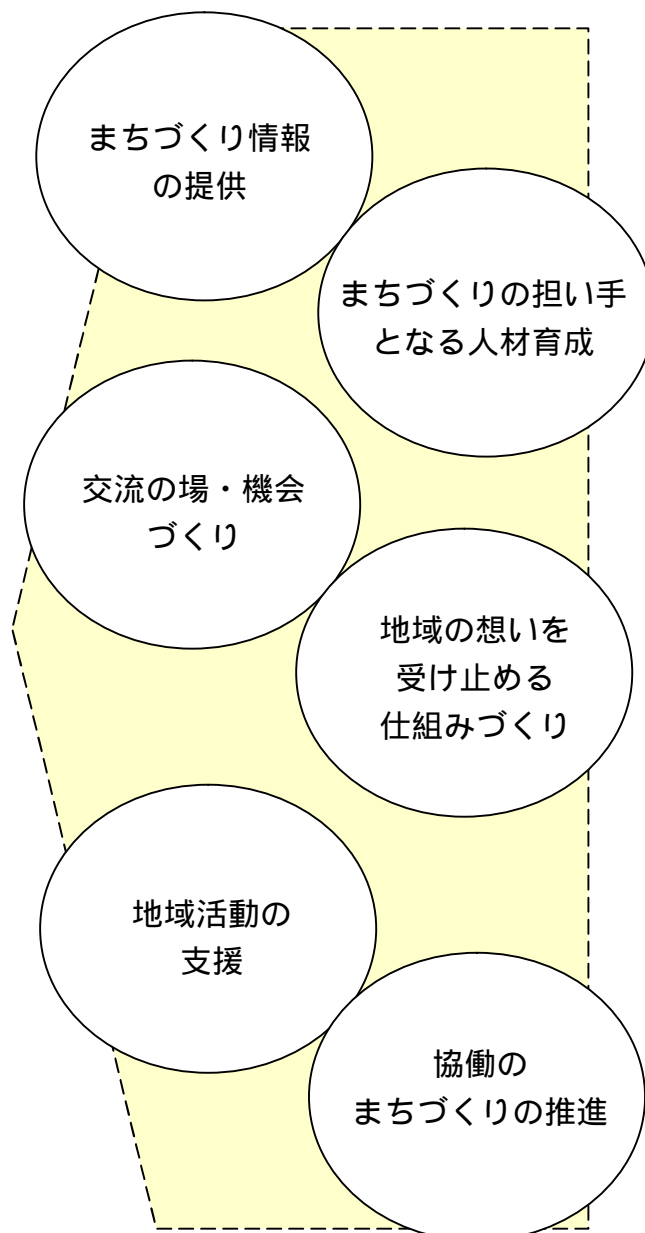 まちづくり情報
の提供
まちづくりの担い手
となる人材育成
交流の場・機会
づくり
地域の想いを
受け止める
仕組みづくり
地域活動の
支援
協働の
まちづくりの推進